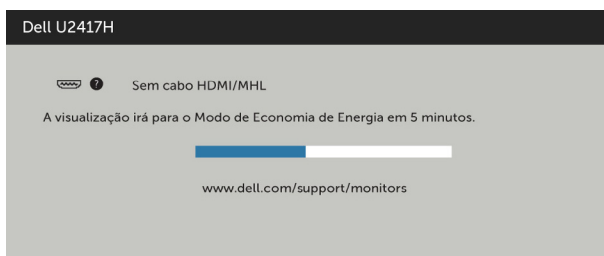 Dell U2417H
? Sem cabo HDMI/MHL
A visualização irá para o Modo de Economia de Energia em 5 minutos.
www.dell.com/support/monitors